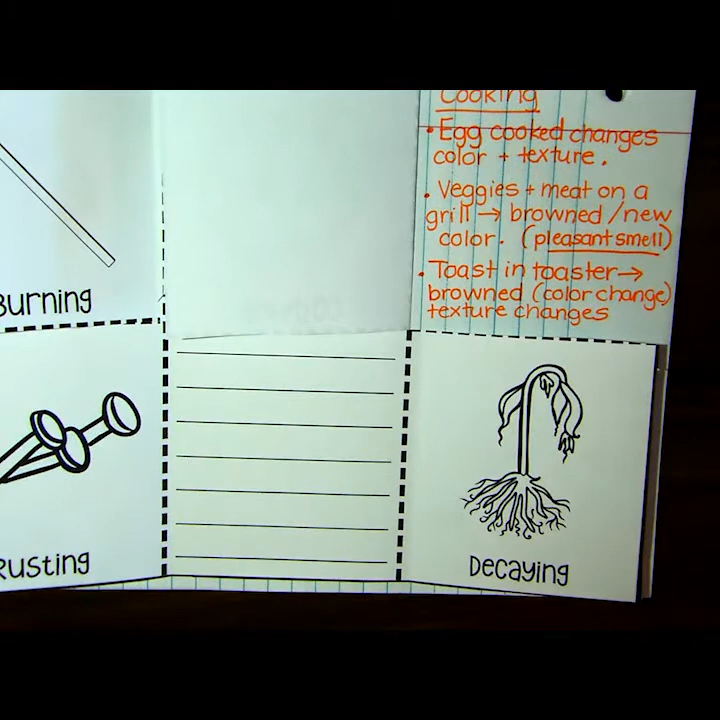 Cooking
• Egg cooked changes
color + texture.
• Veggies + meat on a
grill → browned/new
color. (pleasant smell)
• Toast in toaster →
browned (color change)
texture changes
Burning
Rusting
Decaying